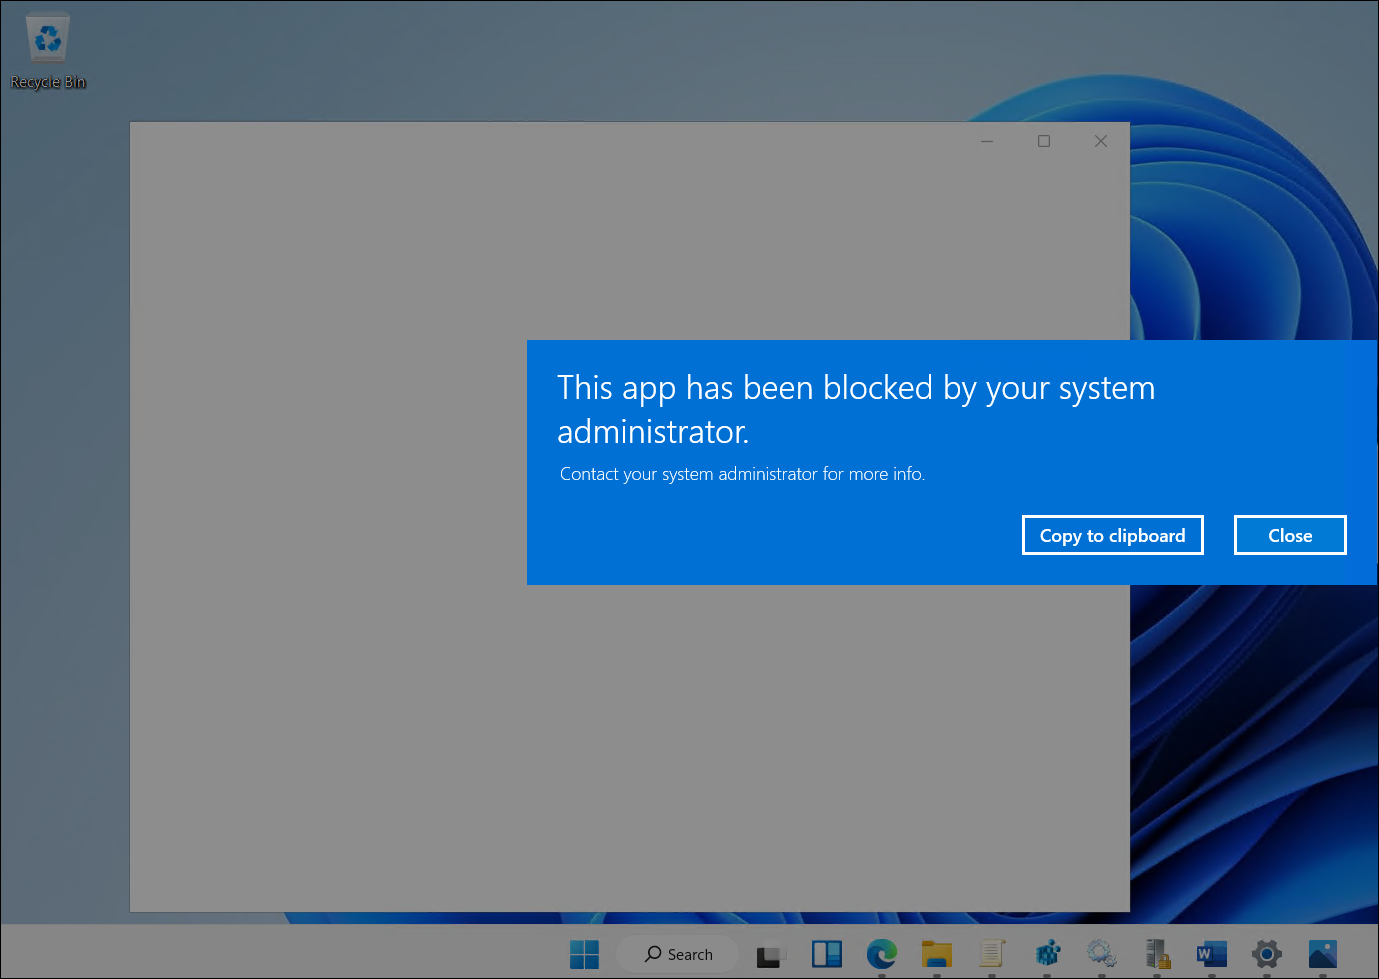 Recycle Bin
This app has been blocked by your system
administrator.
Contact your system administrator for more info.
Copy to clipboard
Close
Search
W